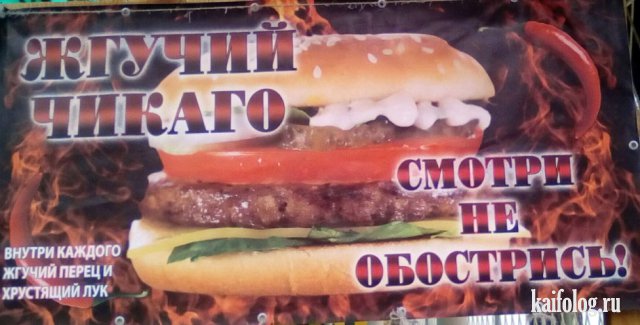 ЖГУЧИЙ
ЧИКАГО
СМОТРИ
НЕ
ОБОСТРИСЬ!
ВНУТРИ КАЖДОГО
ЖГУЧИЙ ПЕРЕЦ И
ХРУСТЯЩИЙ ЛУК
kaifolog.ru